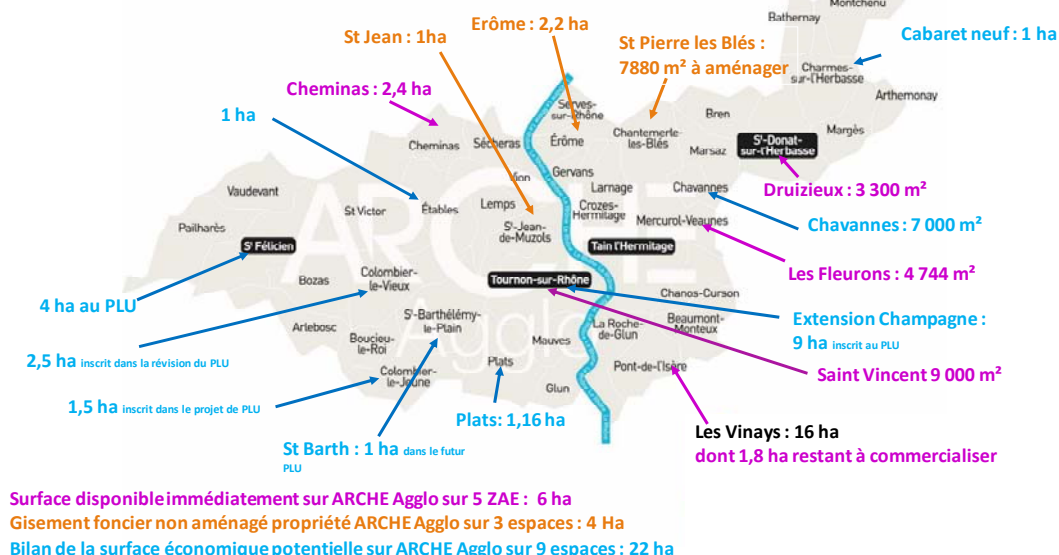 Montchenu
Bathernay
Cabaret neuf : 1 ha
Erôme : 2,2 ha
St Jean : 1ha
St Pierre les Blés :
7880 m² à aménager
Charmes-
sur-l'Herbasse
Cheminas : 2,4 ha
Arthemonay
Serves-
sur-Rhône
Bren
1 ha
Chantemerle-
les-Blés
Margès
Cheminas
Sécheras
Érôme
Marsaz
St-Donat-
sur-l'Herbasse
Gervans
Vion
Larnage
Chavannes
Druizieux : 3 300 m²
Vaudevant
St Victor
Étables
Lemps
Crozes-
Hermitage
Mercurol-Veaunes
Chavannes : 7 000 m²
Pailharès
St-Jean-
de-Muzols
ARCHE
Agglo
St Félicien
Tain l'Hermitage
Les Fleurons : 4 744 m²
Bozas
Colombier-
le-Vieux
Tournon-sur-Rhône
Chanos-Curson
4 ha au PLU
St-Barthélémy-
le-Plain
La Roche-
de-Glun
Beaumont-
Monteux
Extension Champagne :
9 ha inscrit au PLU
Arlebosc
Boucieu-
le-Roi
Mauves
2,5 ha inscrit dans la révision du PLU
Plats
Pont-de-l'Isère
Colombier-
le-Jeune
Glun
Saint Vincent 9 000 m²
1,5 ha inscrit dans le projet de PLU
Plats: 1,16 ha
St Barth : 1 ha dans le futur
PLU
Les Vinays : 16 ha
dont 1,8 ha restant à commercialiser
Surface disponible immédiatement sur ARCHE Agglo sur 5 ZAE : 6 ha
Gisement foncier non aménagé propriété ARCHE Agglo sur 3 espaces : 4 Ha
Bilan de la surface économique potentielle sur ARCHE Agglo sur 9 espaces : 22 ha